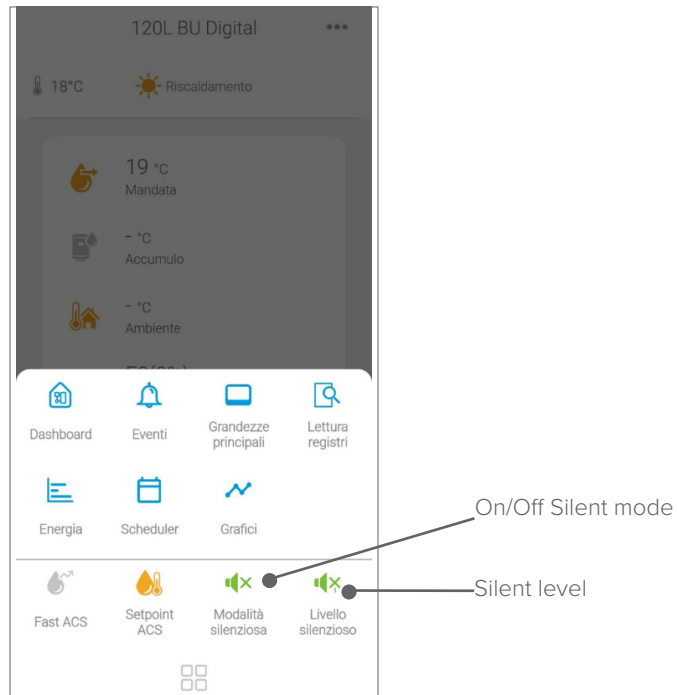 120L BU Digital
18°C
Riscaldamento
19 °C
Mandata
- °C
Accumulo
- °C
Ambiente
Dashboard
Eventi
Grandezze
principali
Lettura
registri
Energia
Scheduler
Grafici
On/Off Silent mode
Silent level
Fast ACS
Setpoint
ACS
Modalità
silenziosa
Livello
silenzioso